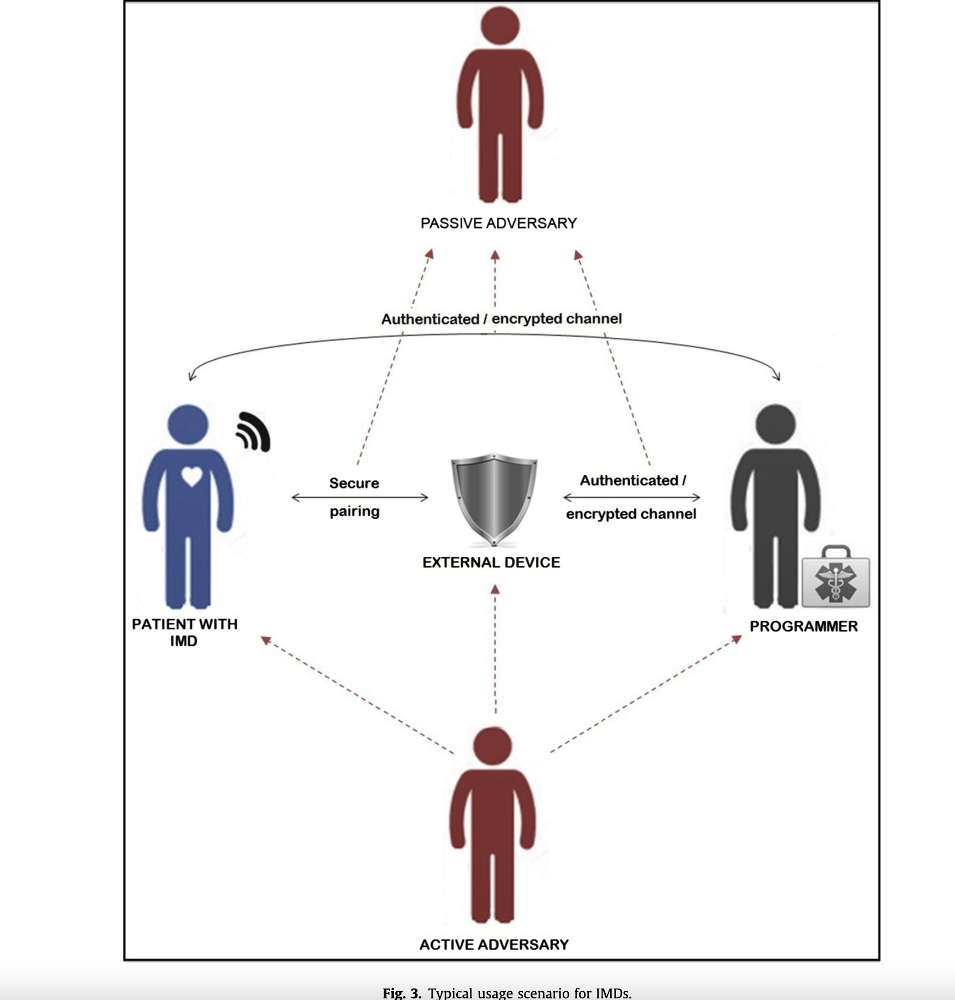 PASSIVE ADVERSARY
Authenticated / encrypted channel
Secure
pairing
Authenticated /
encrypted channel
EXTERNAL DEVICE
PATIENT WITH
IMD
PROGRAMMER
ACTIVE ADVERSARY
Fig. 3. Typical usage scenario for IMDs.